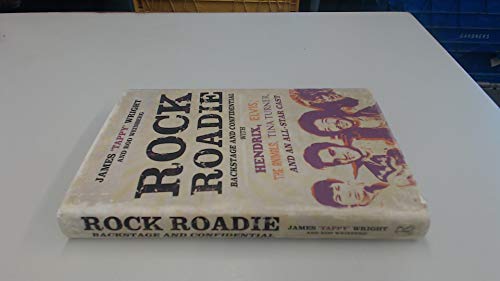 JAMES "TAPPY" WRIGHT
AND ROD WEINBERG
ROCK
ROADIE
BACKSTAGE AND CONFIDENTIAL
WITH
HENDRIX, ELVIS,
THE ANIMALS, TINA TURNER,
AND AN ALL-STAR CAST
ROCK ROADIE
BACKSTAGE AND CONFIDENTIAL
JAMES "TAPPY" WRIGHT
AND ROD WEINBERG
GARDNERS